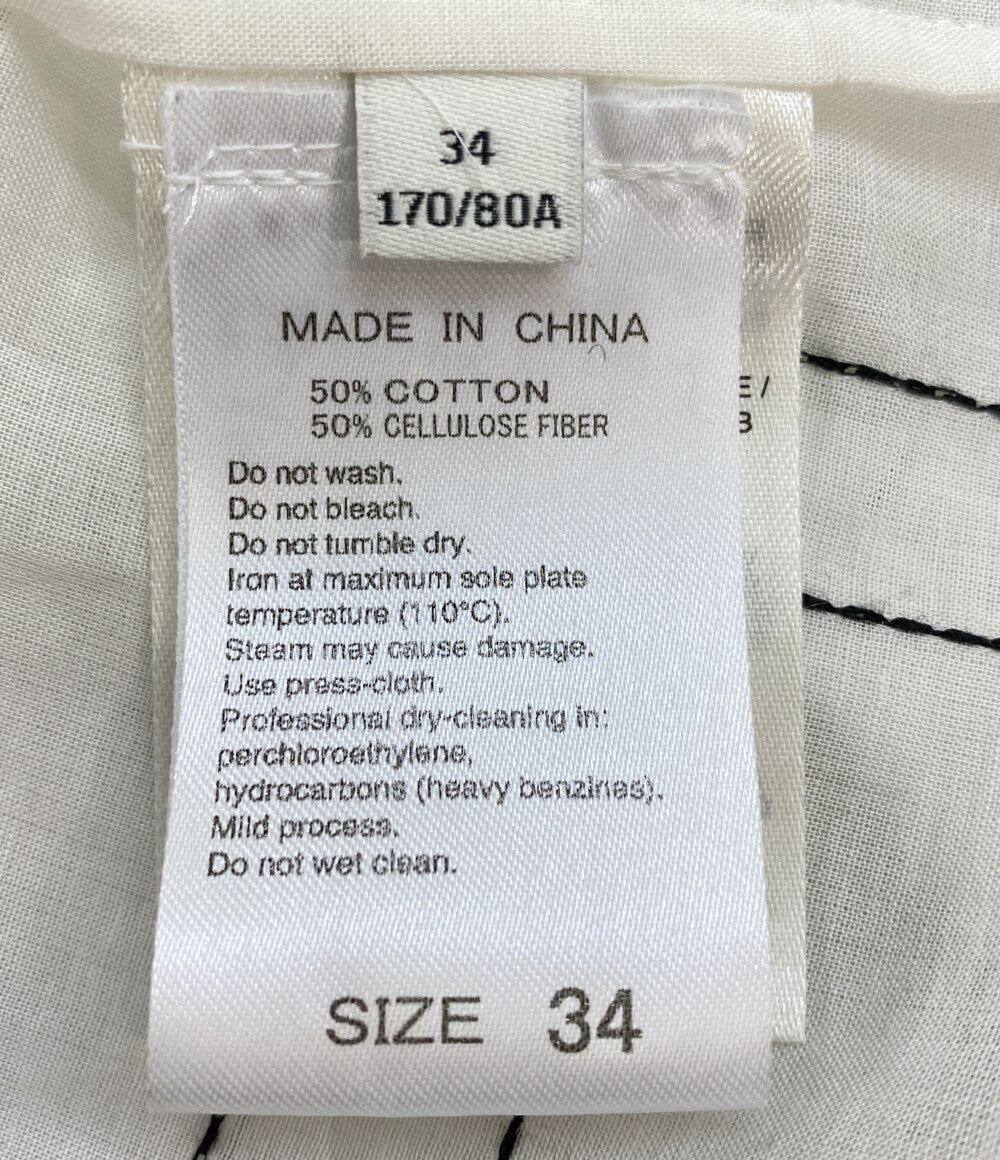 34
170/80A
MADE IN CHINA
50% COTTON
50% CELLULOSE FIBER
E /
Do not wash.
Do not bleach.
Do not tumble dry.
Iron at maximum sole plate
temperature (110°C).
Steam may cause damage.
Use press-cloth.
Professional dry-cleaning in:
perchloroethylene,
hydrocarbons (heavy benzines).
Mild process.
Do not wet clean.
SIZE 34